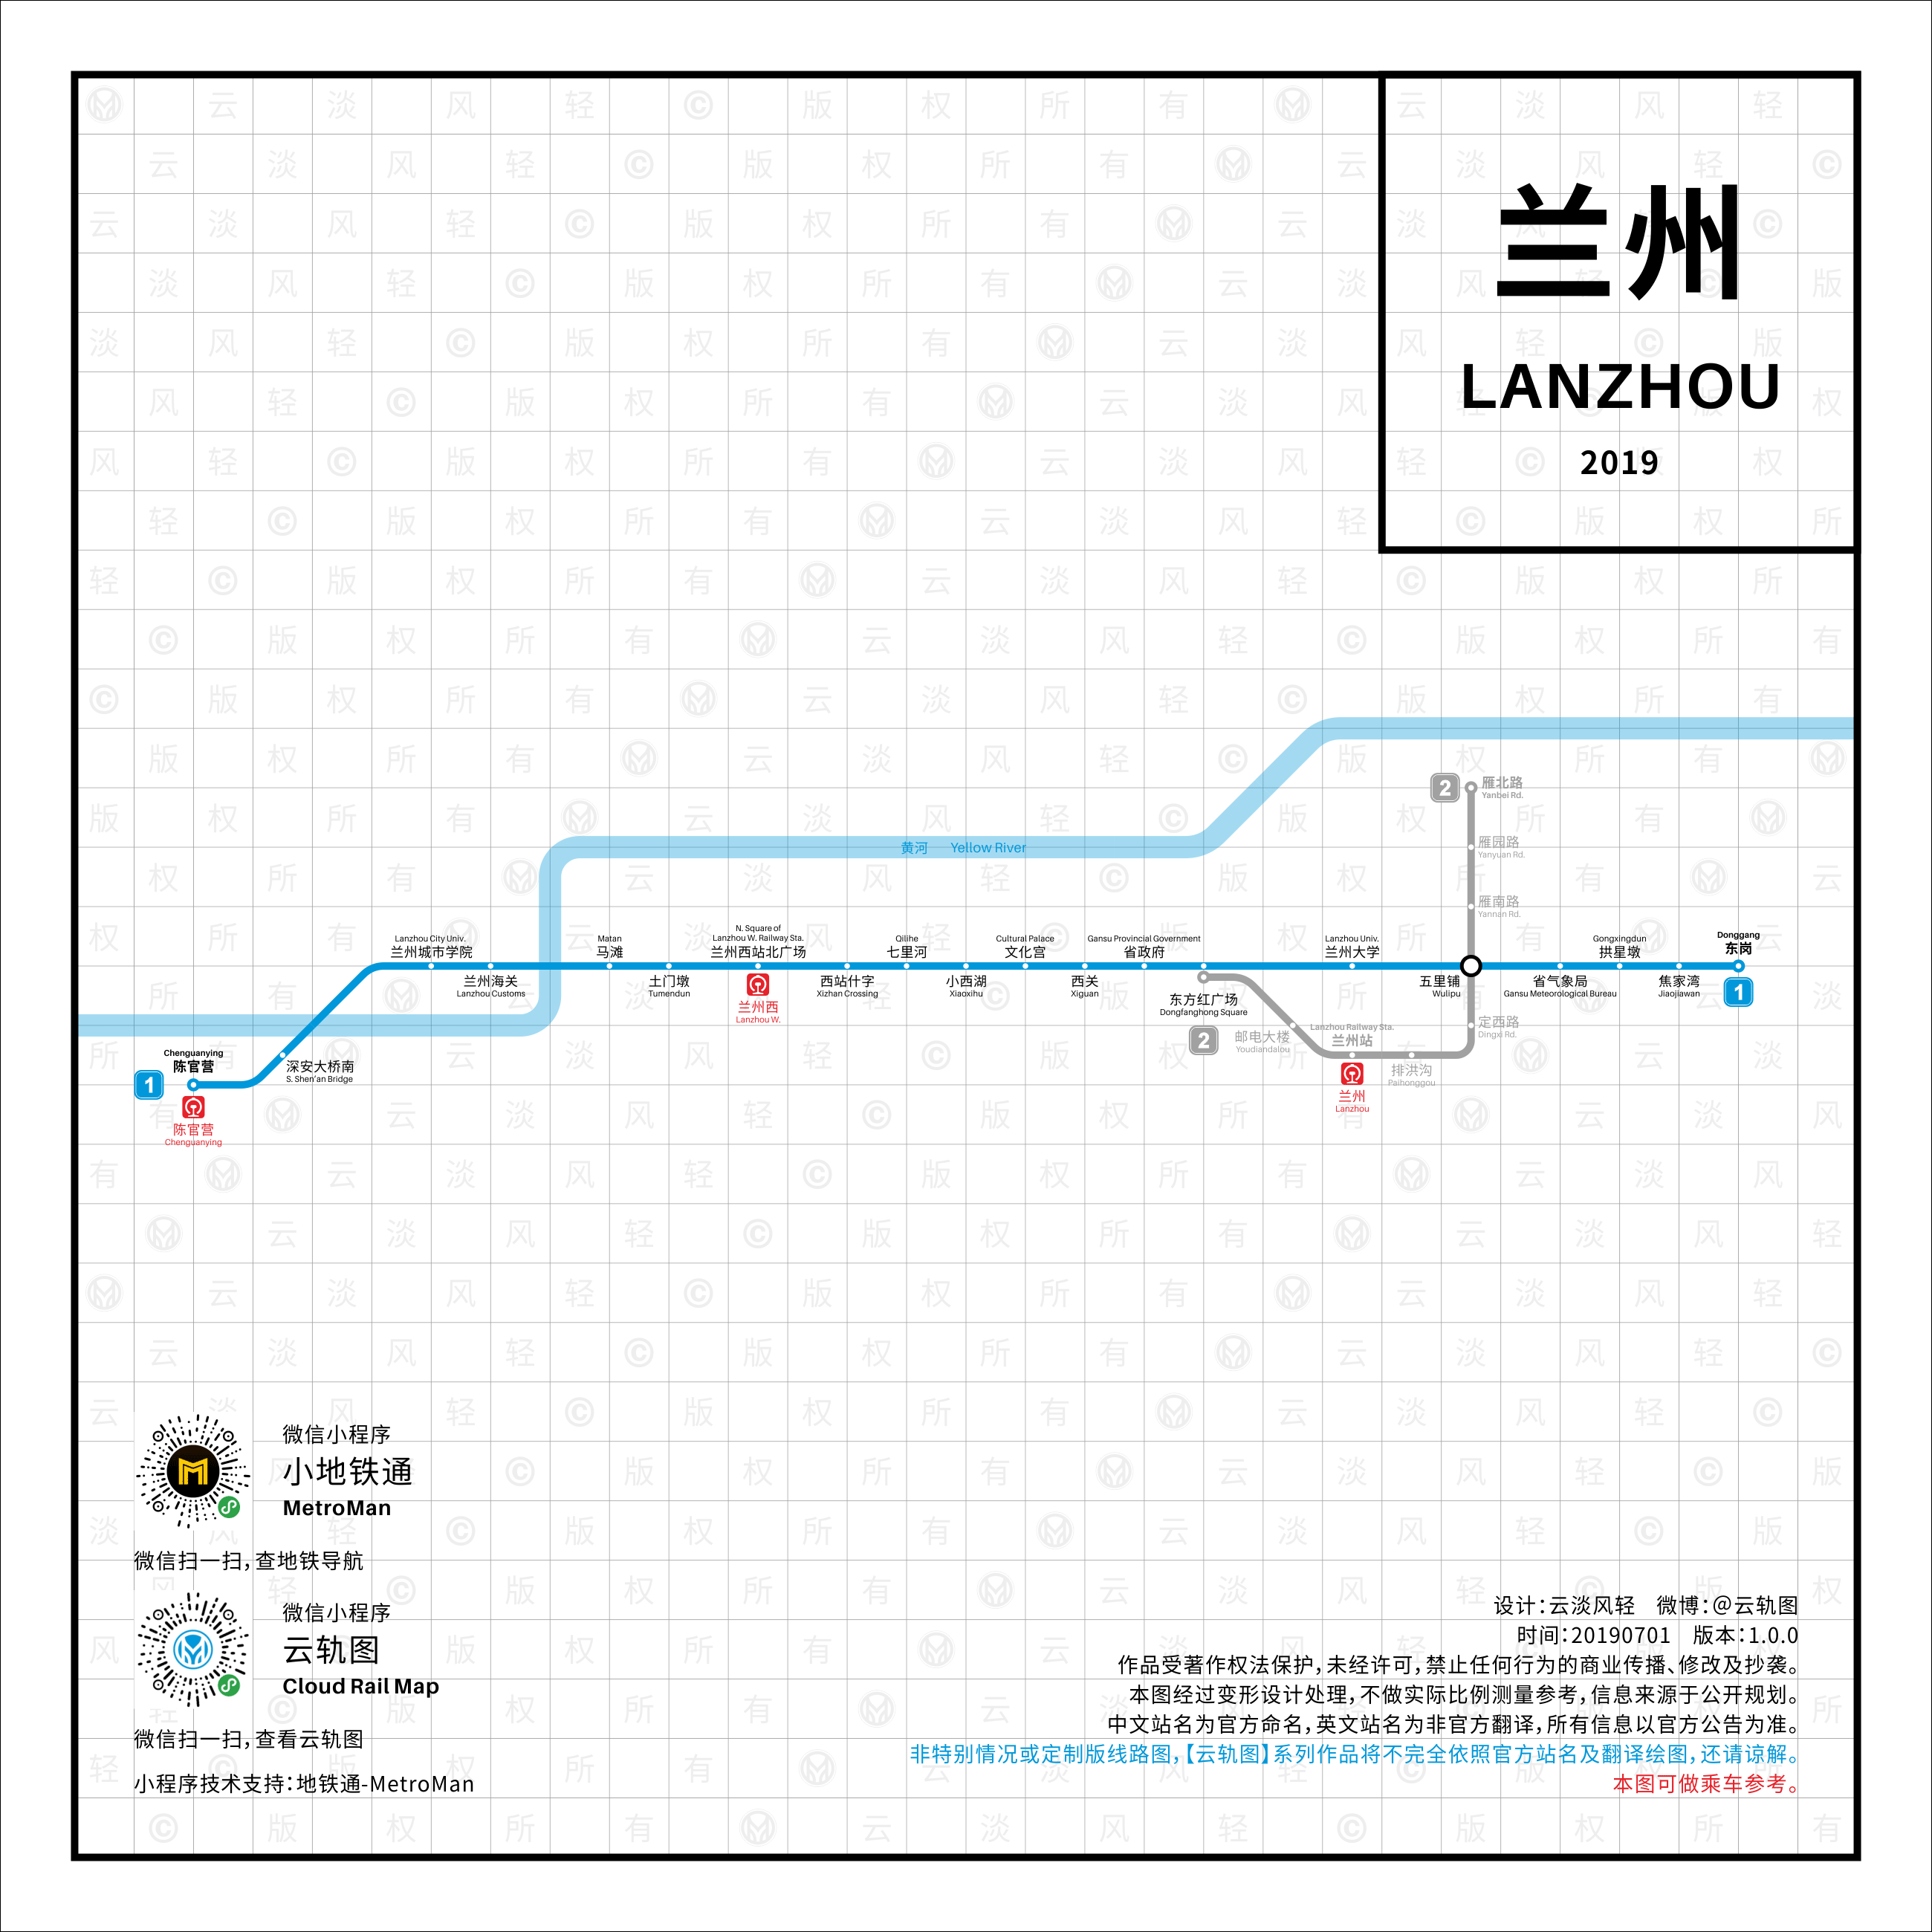 兰州
LANZHOU
2019
黄河 Yellow River
2
雁北路
Yanbei Rd.
雁园路
Yanyuan Rd.
雁南路
Yannan Rd.
Lanzhou City Univ.
兰州城市学院
兰州海关
Lanzhou Customs
Matan
马滩
土门墩
Tumendun
N. Square of
Lanzhou W. Railway Sta.
兰州西站北广场
兰州西
Lanzhou W.
西站什字
Xizhan Crossing
Qilihe
七里河
小西湖
Xiaoxihu
Cultural Palace
文化宫
西关
Xiguan
Gansu Provincial Government
省政府
东方红广场
Dongfanghong Square
2
邮电大楼
Youdiandalou
Lanzhou Univ.
兰州大学
Lanzhou Railway Sta.
兰州站
兰州
Lanzhou
排洪沟
Paihonggou
五里铺
Wulipu
定西路
Dingxi Rd.
省气象局
Gansu Meteorological Bureau
Gongxingdun
拱星墩
焦家湾
Jiaojiawan
Donggang
东岗
1
Chenguanying
陈官营
1
陈官营
Chenguanying
深安大桥南
S. Shen'an Bridge
微信小程序
小地铁通
MetroMan
微信扫一扫，查地铁导航
微信小程序
云轨图
Cloud Rail Map
微信扫一扫，查看云轨图
小程序技术支持：地铁通-MetroMan
设计：云淡风轻 微博：@云轨图
时间：20190701 版本：1.0.0
作品受著作权法保护，未经许可，禁止任何行为的商业传播、修改及抄袭。
本图经过变形设计处理，不做实际比例测量参考，信息来源于公开规划。
中文站名为官方命名，英文站名为非官方翻译，所有信息以官方公告为准。
非特别情况或定制版线路图，【云轨图】系列作品将不完全依照官方站名及翻译绘图，还请谅解。
本图可做乘车参考。
云淡风轻©版权所有